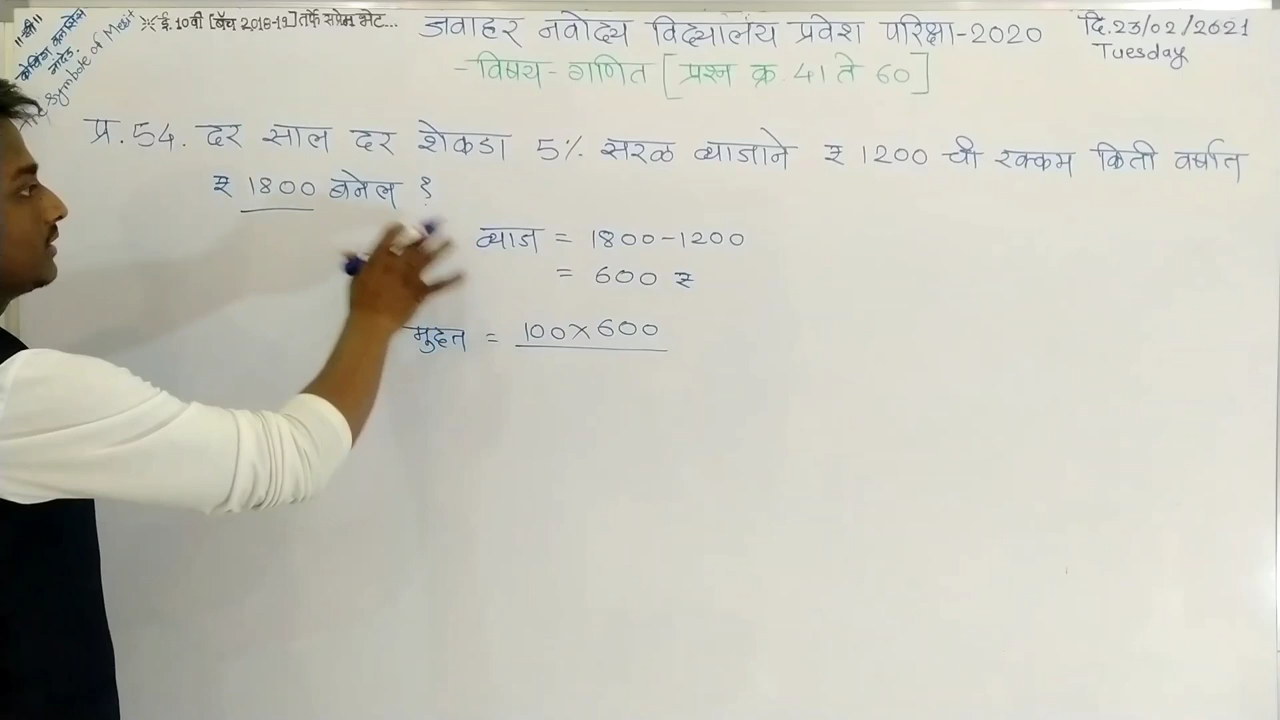 ॥श्री॥
कोचिंग क्लासेस
नांदेड.
The Symbole of Merit
※ ई. 10वी [बॅच 2018-19] तर्फे सप्रेम भेट...
जवाहर नवोदय विद्यालय प्रवेश परिक्षा-2020
दि.23/02/2021
Tuesday
-विषय- गणित [प्रश्न क्र 41 ते 60]
प्र.54. दर साल दर शेकडा 5% सरळ व्याजाने ₹ 1200 ची रक्कम किती वर्षात
₹ 1800 बनेल ?
व्याज = 1800-1200
= 600 ₹
मुद्दत = 100×600